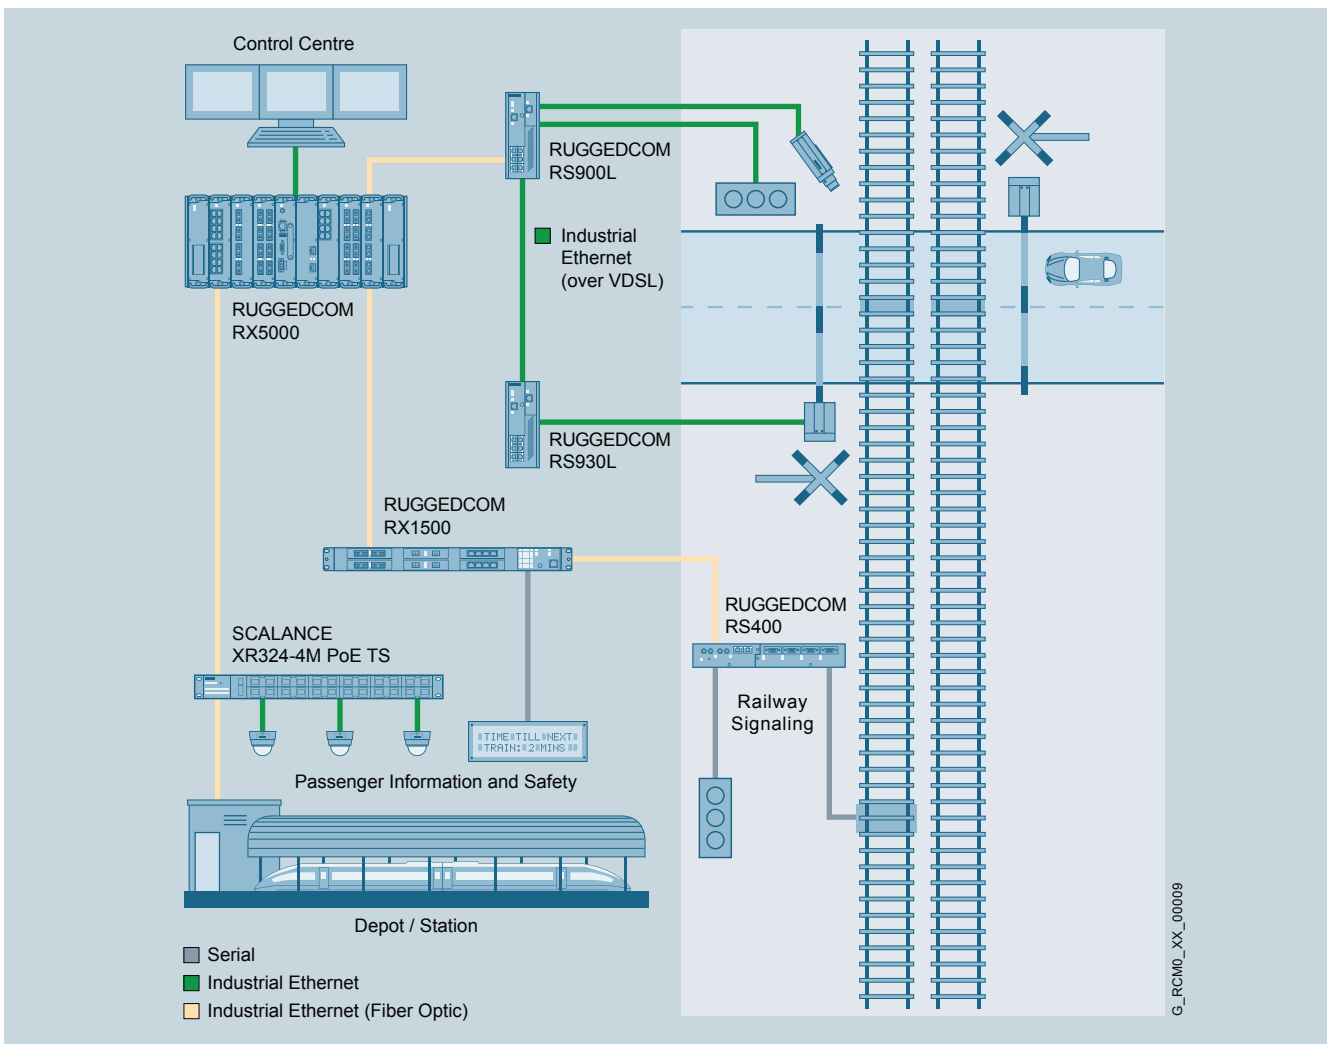 Control Centre
RUGGEDCOM
RS900L
Industrial
Ethernet
(over VDSL)
RUGGEDCOM
RX5000
RUGGEDCOM
RS930L
RUGGEDCOM
RX1500
RUGGEDCOM
RS400
SCALANCE
XR324-4M PoE TS
Railway
Signaling
TIME TILL NEXT
TRAIN: 2 MINS
Passenger Information and Safety
Depot / Station
Serial
Industrial Ethernet
Industrial Ethernet (Fiber Optic)
G_RCM0_XX_00009